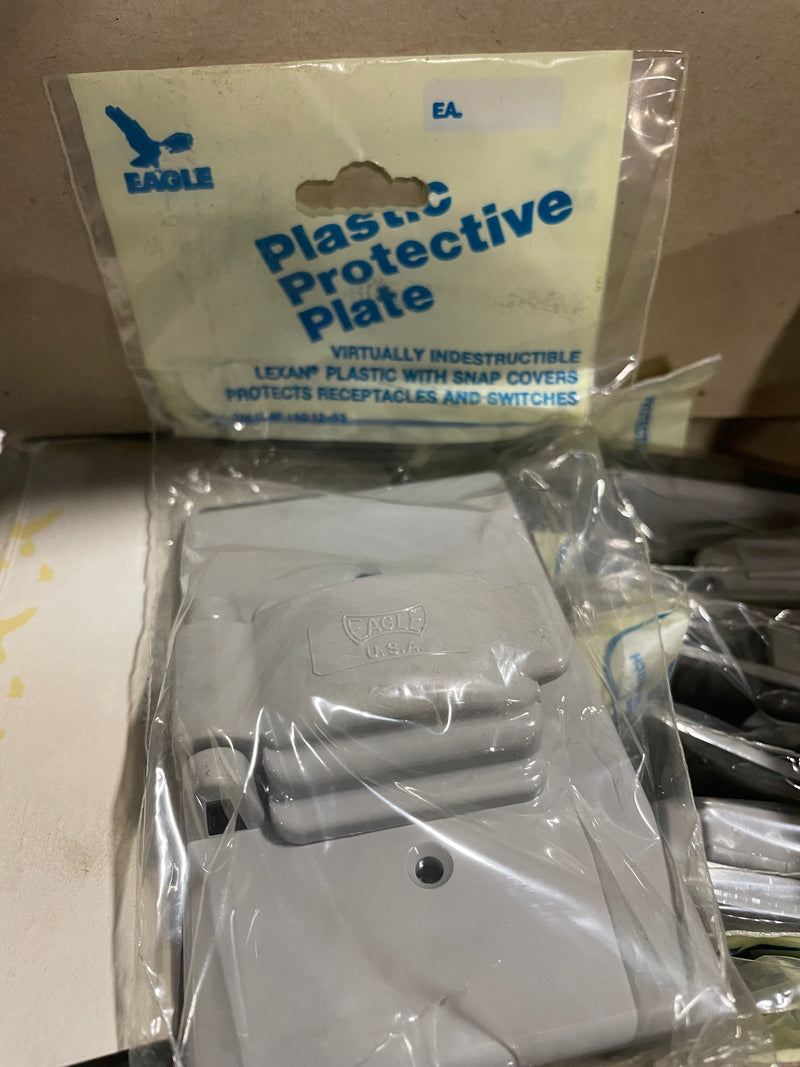 EA.
EAGLE
Plastic
Protective
Plate
VIRTUALLY INDESTRUCTIBLE
LEXAN® PLASTIC WITH SNAP COVERS
PROTECTS RECEPTACLES AND SWITCHES
EAGLE
U.S.A.